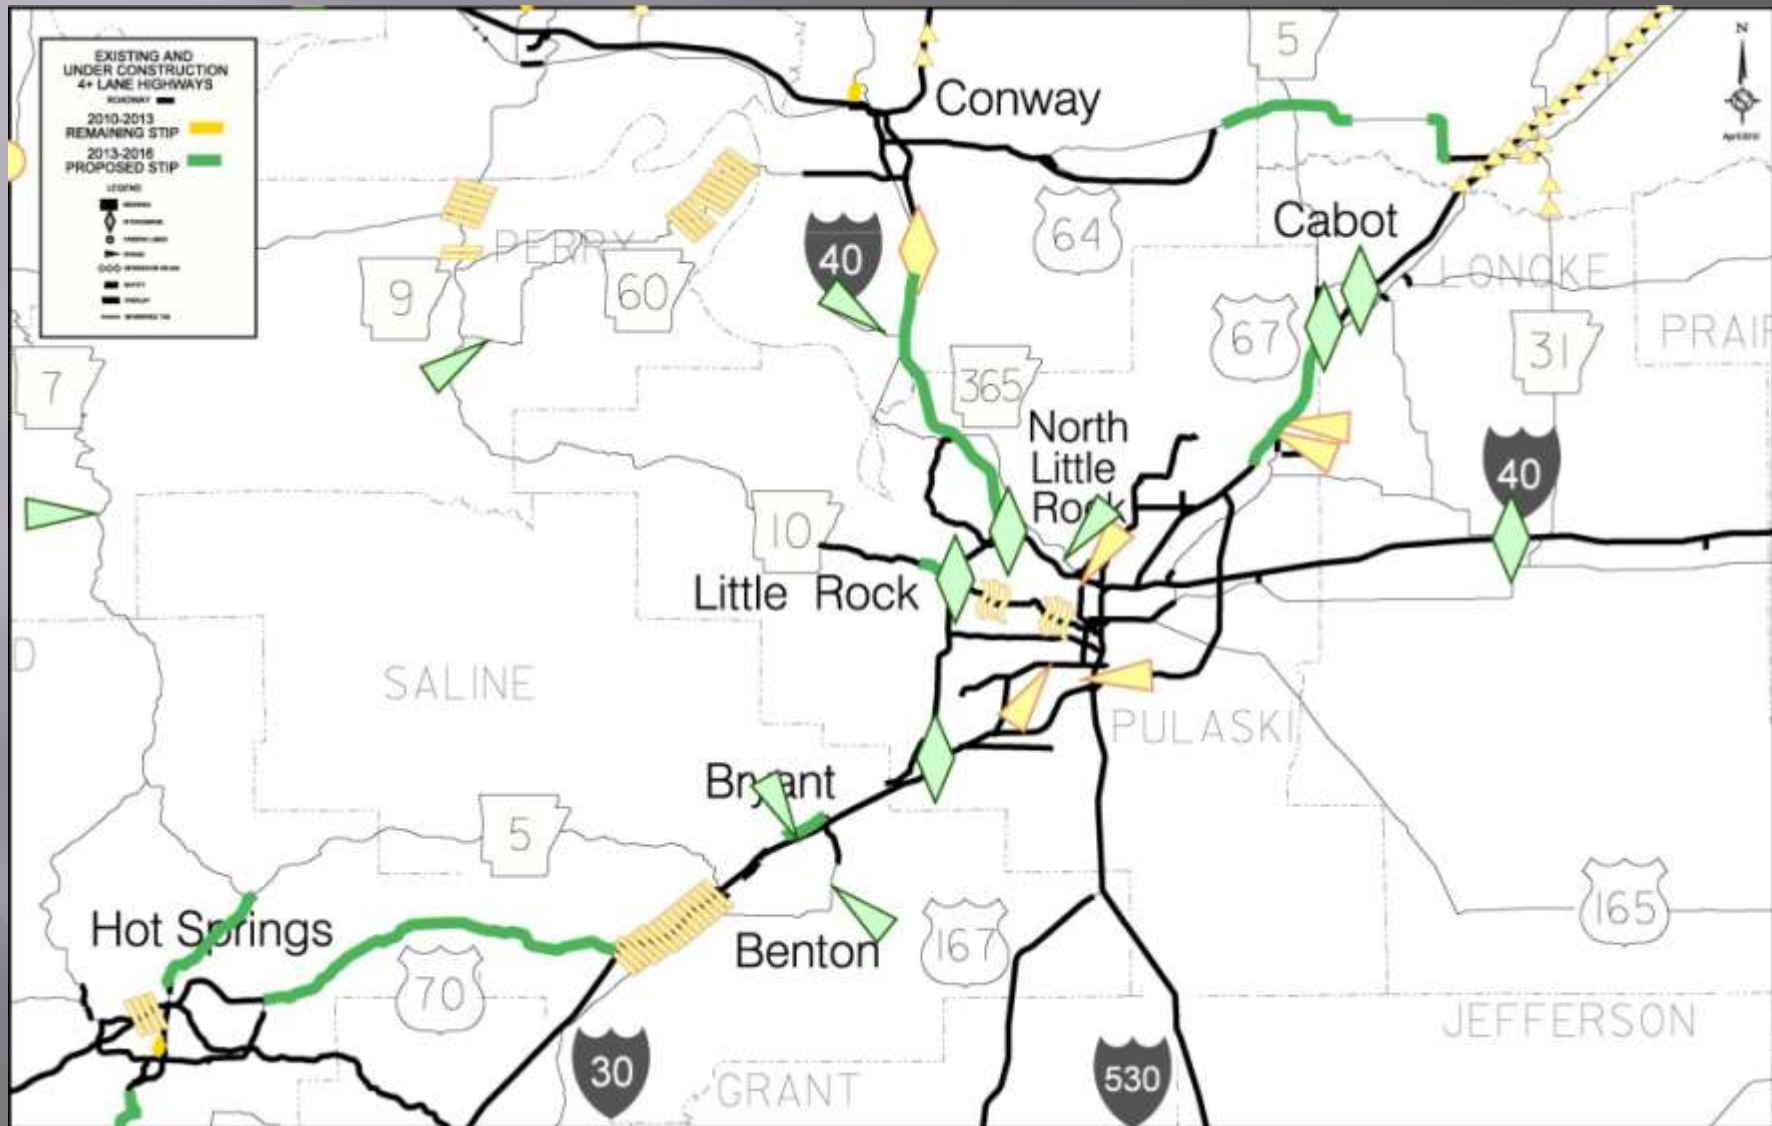 EXISTING AND
UNDER CONSTRUCTION
4+ LANE HIGHWAYS
ROADWAY
2010-2013
REMAINING STIP
2013-2016
PROPOSED STIP
LEGEND
N
5
Conway
Cabot
64
40
PERRY
LONOKE
9
60
67
PRAIR
31
7
365
North
Little
Rock
40
10
Little Rock
D
SALINE
PULASKI
Bryant
5
165
Hot Springs
167
Benton
70
JEFFERSON
30
530
GRANT